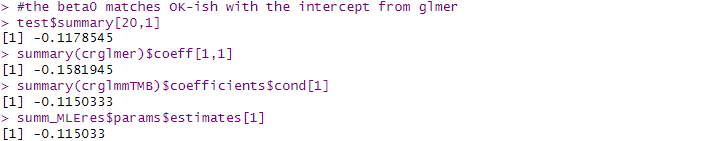 > #the beta0 matches OK-ish with the intercept from glmer
> test$summary[20,1]
[1] -0.1178545
> summary(crglmer)$coeff[1,1]
[1] -0.1581945
> summary(crglmmTMB)$coefficients$cond[1]
[1] -0.1150333
> summ_MLEres$params$estimates[1]
[1] -0.115033